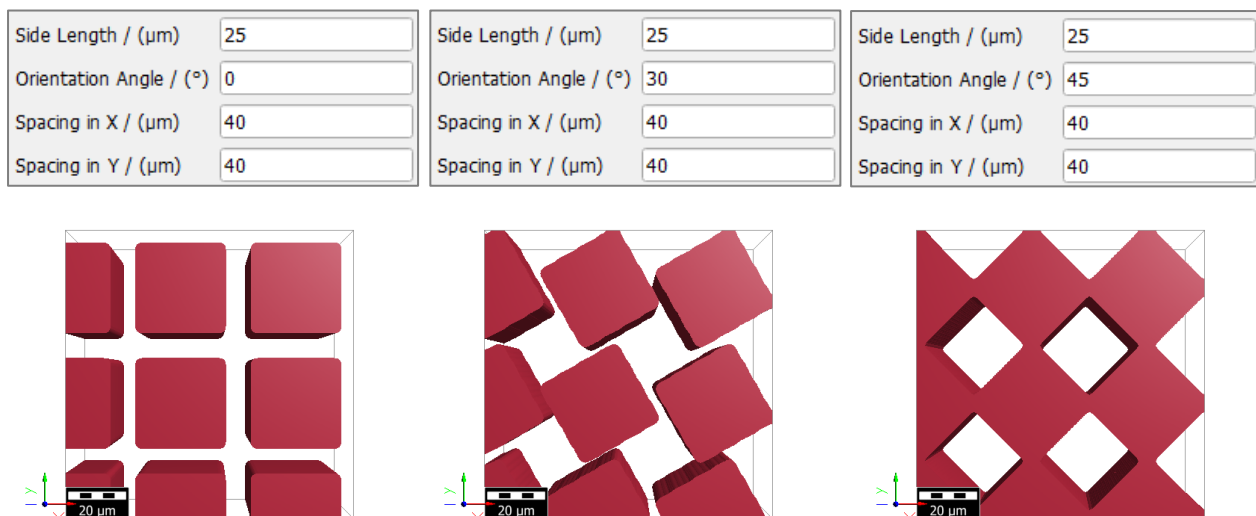 Side Length / (µm) 25
Orientation Angle / (°) 0
Spacing in X / (µm) 40
Spacing in Y / (µm) 40
Side Length / (µm) 25
Orientation Angle / (°) 30
Spacing in X / (µm) 40
Spacing in Y / (µm) 40
Side Length / (µm) 25
Orientation Angle / (°) 45
Spacing in X / (µm) 40
Spacing in Y / (µm) 40
y
20 µm
y
20 µm
y
20 µm